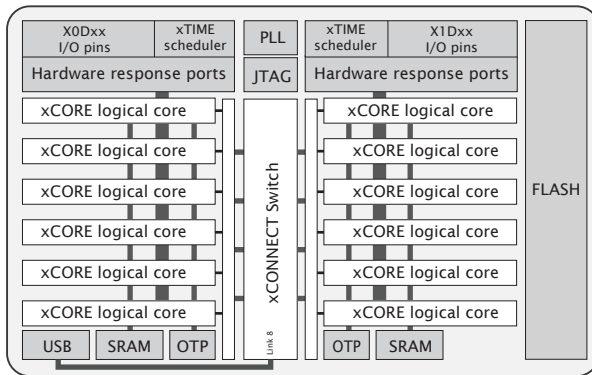 X0Dxx
I/O pins
xTIME
scheduler
PLL
xTIME
scheduler
X1Dxx
I/O pins
Hardware response ports
JTAG
Hardware response ports
xCORE logical core
xCORE logical core
xCORE logical core
xCORE logical core
xCORE logical core
xCORE logical core
xCONNECT Switch
Link 8
xCORE logical core
xCORE logical core
xCORE logical core
xCORE logical core
xCORE logical core
xCORE logical core
FLASH
USB
SRAM
OTP
OTP
SRAM